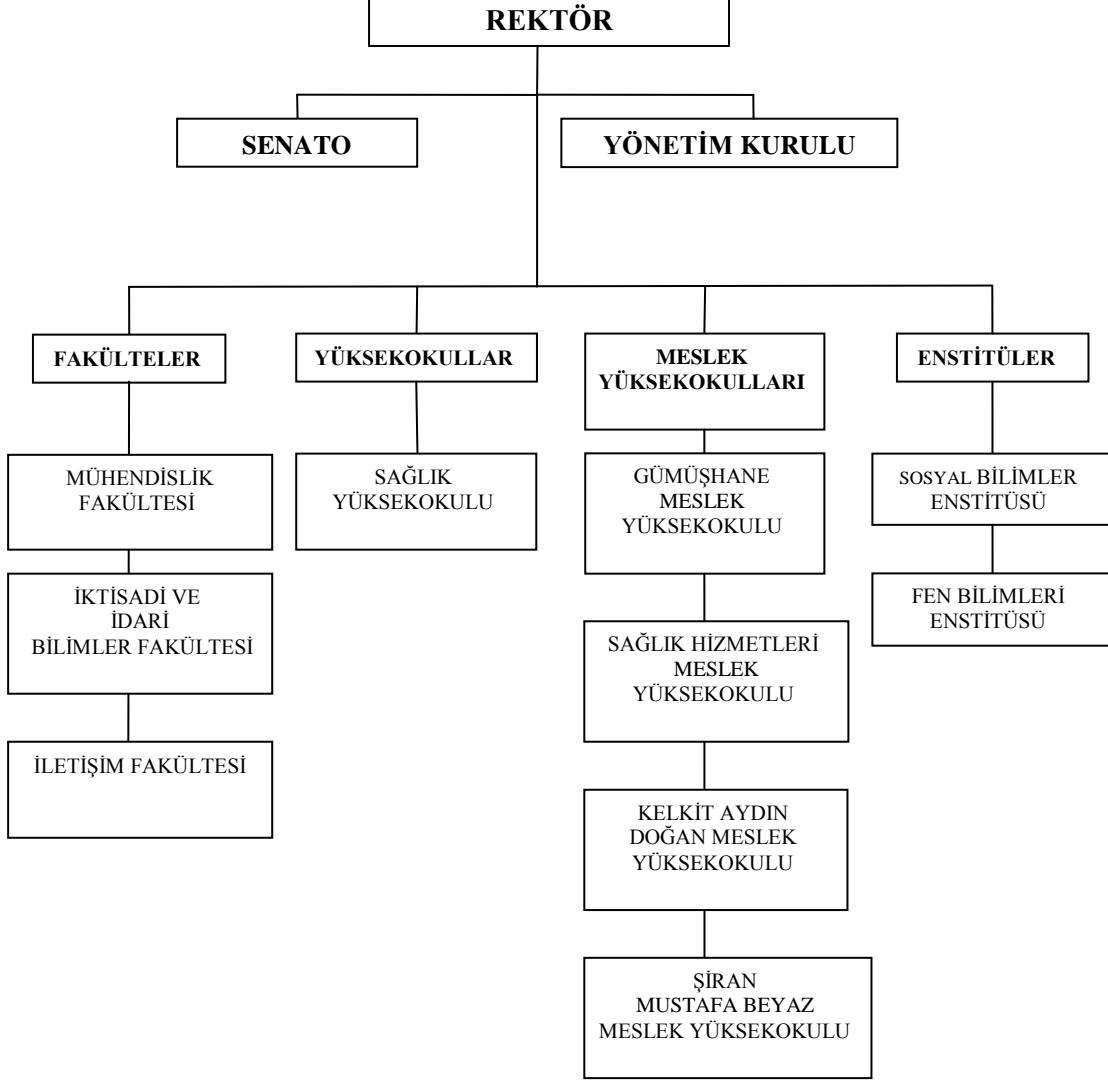 REKTÖR
SENATO
YÖNETİM KURULU
FAKÜLTELER
YÜKSEKOKULLAR
MESLEK
YÜKSEKOKULLARI
ENSTİTÜLER
MÜHENDİSLİK
FAKÜLTESİ
SAĞLIK
YÜKSEKOKULU
GÜMÜŞHANE
MESLEK
YÜKSEKOKULU
SOSYAL BİLİMLER
ENSTİTÜSÜ
İKTİSADİ VE
İDARİ
BİLİMLER FAKÜLTESİ
FEN BİLİMLERİ
ENSTİTÜSÜ
SAĞLIK HİZMETLERİ
MESLEK
YÜKSEKOKULU
İLETİŞİM FAKÜLTESİ
KELKİT AYDIN
DOĞAN MESLEK
YÜKSEKOKULU
ŞİRAN
MUSTAFA BEYAZ
MESLEK YÜKSEKOKULU